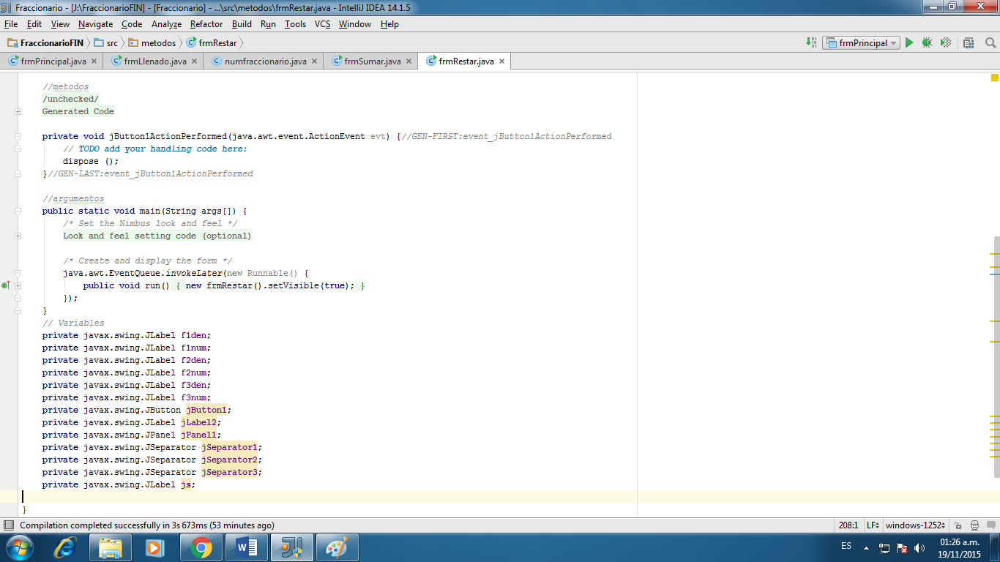 Fraccionario - [J:\FraccionarioFIN] - [Fraccionario] - ...\src\metodos\frmRestar.java - IntelliJ IDEA 14.1.5
File Edit View Navigate Code Analyze Refactor Build Run Tools VCS Window Help
FraccionarioFIN src metodos frmRestar frmPrincipal
frmPrincipal.java frmLlenado.java numfraccionario.java frmSumar.java frmRestar.java
//metodos
/unchecked/
Generated Code
private void jButton1ActionPerformed(java.awt.event.ActionEvent evt) {//GEN-FIRST:event_jButton1ActionPerformed
// TODO add your handling code here:
dispose ();
}//GEN-LAST:event_jButton1ActionPerformed
//argumentos
public static void main(String args[]) {
/* Set the Nimbus look and feel */
Look and feel setting code (optional)
/* Create and display the form */
java.awt.EventQueue.invokeLater(new Runnable() {
public void run() { new frmRestar().setVisible(true); }
});
}
// Variables
private javax.swing.JLabel f1den;
private javax.swing.JLabel f1num;
private javax.swing.JLabel f2den;
private javax.swing.JLabel f2num;
private javax.swing.JLabel f3den;
private javax.swing.JLabel f3num;
private javax.swing.JButton jButton1;
private javax.swing.JLabel jLabel2;
private javax.swing.JPanel jPanel1;
private javax.swing.JSeparator jSeparator1;
private javax.swing.JSeparator jSeparator2;
private javax.swing.JSeparator jSeparator3;
private javax.swing.JLabel js;
}
Compilation completed successfully in 3s 673ms (53 minutes ago) 208:1 LF windows-1252
ES 01:26 a.m.
19/11/2015